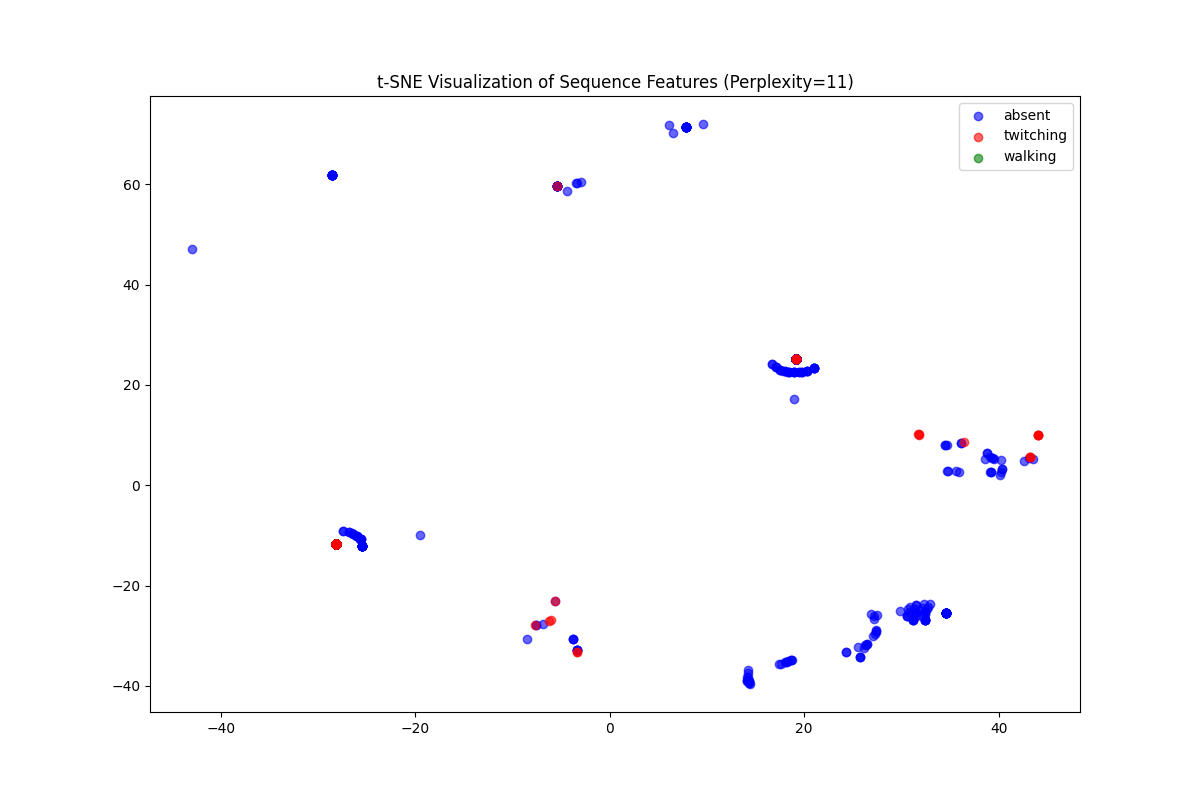 t-SNE Visualization of Sequence Features (Perplexity=11)
absent
twitching
walking
60
40
20
0
−20
−40
−40
−20
0
20
40